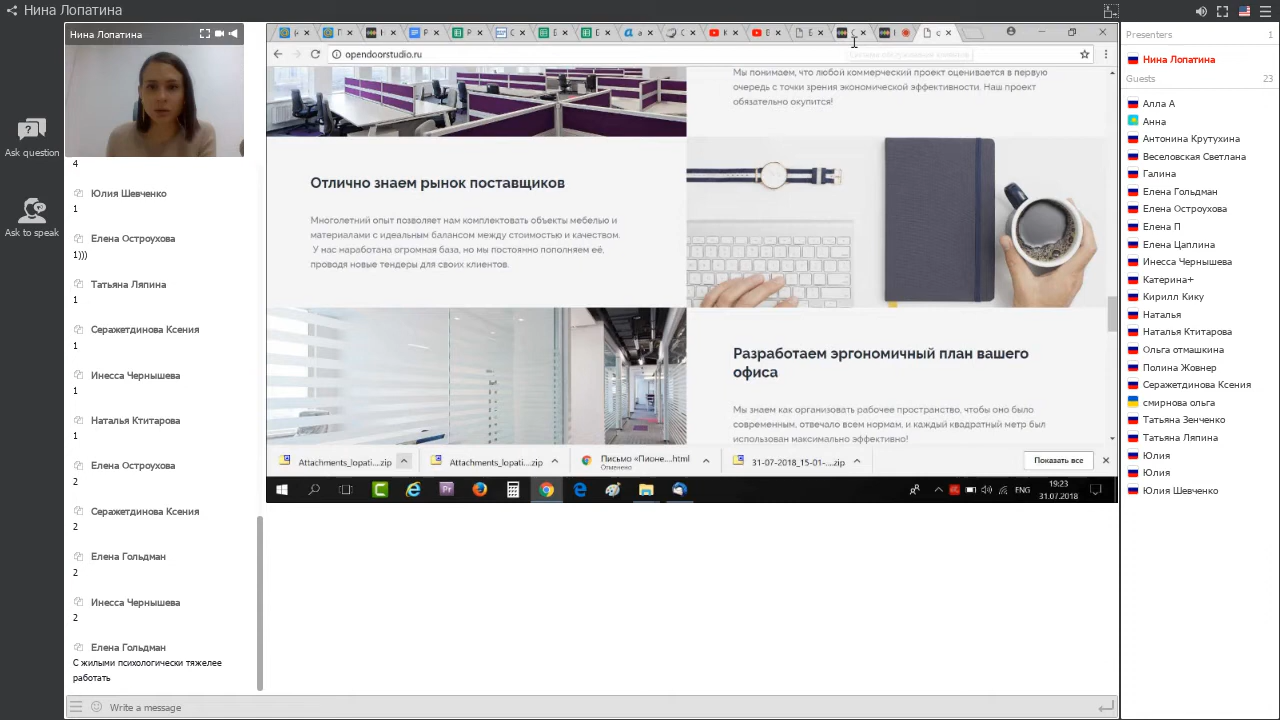 Нина Лопатина
Нина Лопатина
Ask question
Ask to speak
4
Юлия Шевченко
1
Елена Остроухова
1)))
Татьяна Ляпина
1
Серажетдинова Ксения
1
Инесса Чернышева
1
Наталья Ктитарова
1
Елена Остроухова
2
Серажетдинова Ксения
2
Елена Гольдман
2
Инесса Чернышева
2
Елена Гольдман
С жилыми психологически тяжелее
работать
opendoorstudio.ru
Мы понимаем, что любой коммерческий проект оценивается в первую
очередь с точки зрения экономической эффективности. Наш проект
обязательно окупится!
Отлично знаем рынок поставщиков
Многолетний опыт позволяет нам комплектовать объекты мебелью и
материалами с идеальным балансом между стоимостью и качеством.
У нас наработана огромная база, но мы постоянно пополняем её,
проводя новые тендеры для своих клиентов.
Разработаем эргономичный план вашего
офиса
Мы знаем как организовать рабочее пространство, чтобы оно было
современным, отвечало всем нормам, и каждый квадратный метр был
использован максимально эффективно!
Attachments_lopati....zip
Attachments_lopati....zip
Письмо «Пионе....html
Отменено
31-07-2018_15-01-....zip
Показать все
ENG
19:23
31.07.2018
Write a message
Presenters 1
Нина Лопатина
Guests 23
Алла А
Анна
Антонина Крутухина
Веселовская Светлана
Галина
Елена Гольдман
Елена Остроухова
Елена П
Елена Цаплина
Инесса Чернышева
Катерина+
Кирилл Кику
Наталья
Наталья Ктитарова
Ольга отмашкина
Полина Жовнер
Серажетдинова Ксения
смирнова ольга
Татьяна Зенченко
Татьяна Ляпина
Юлия
Юлия
Юлия Шевченко